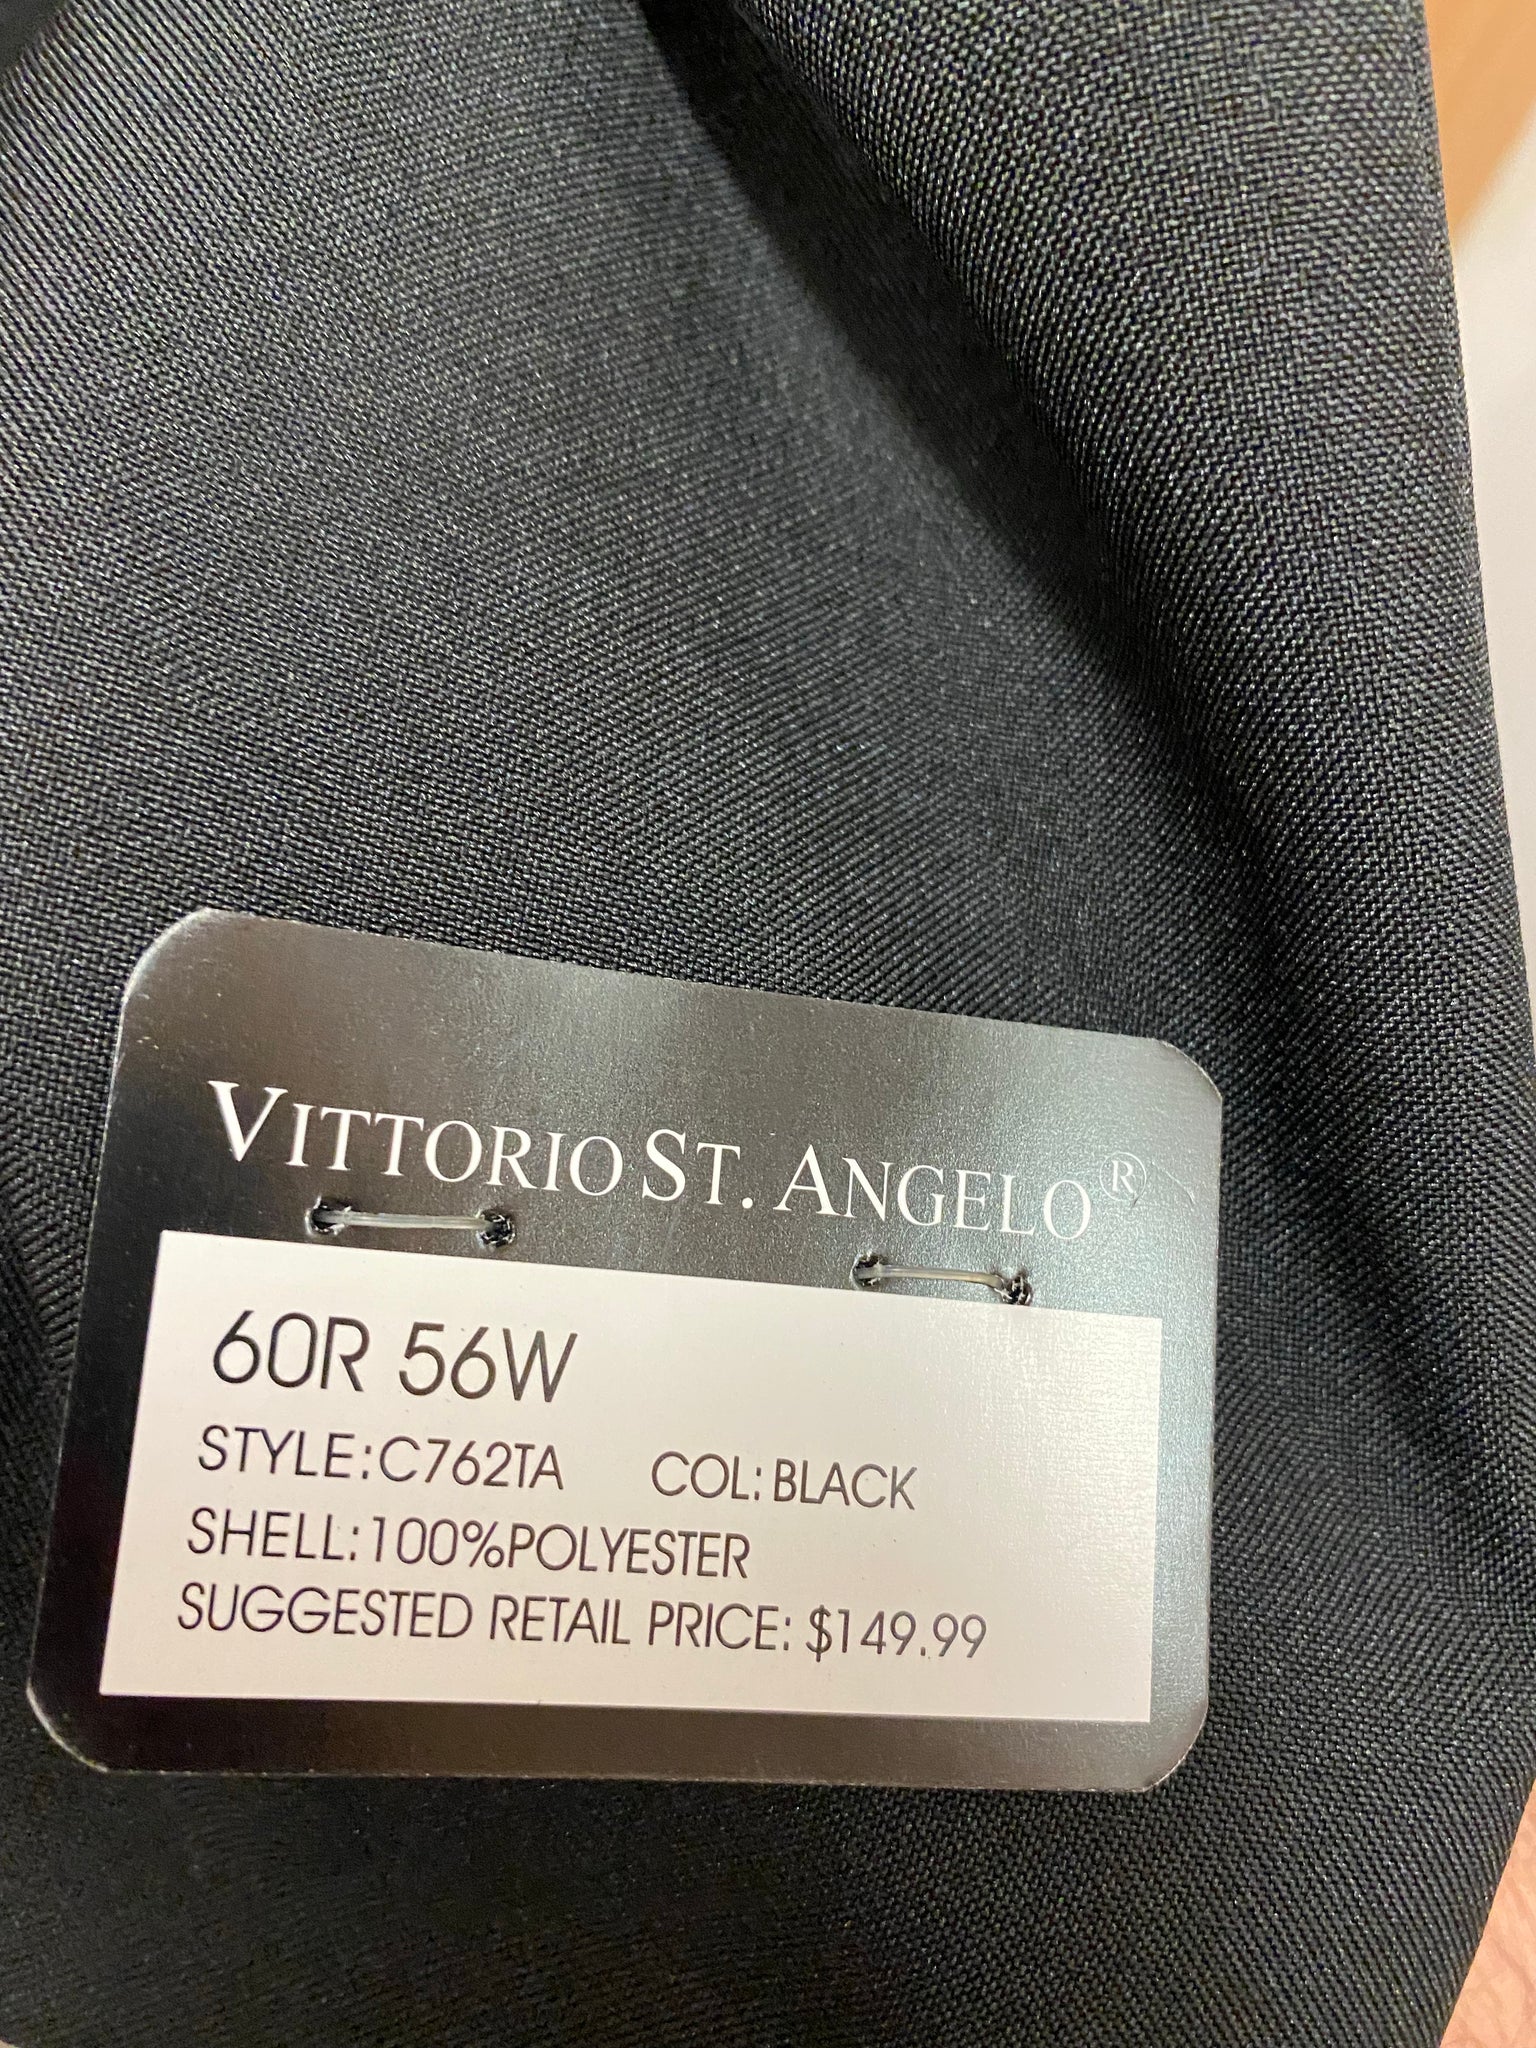 VITTORIO ST. ANGELO®
60R 56W
STYLE:C762TA COL:BLACK
SHELL:100%POLYESTER
SUGGESTED RETAIL PRICE: $149.99